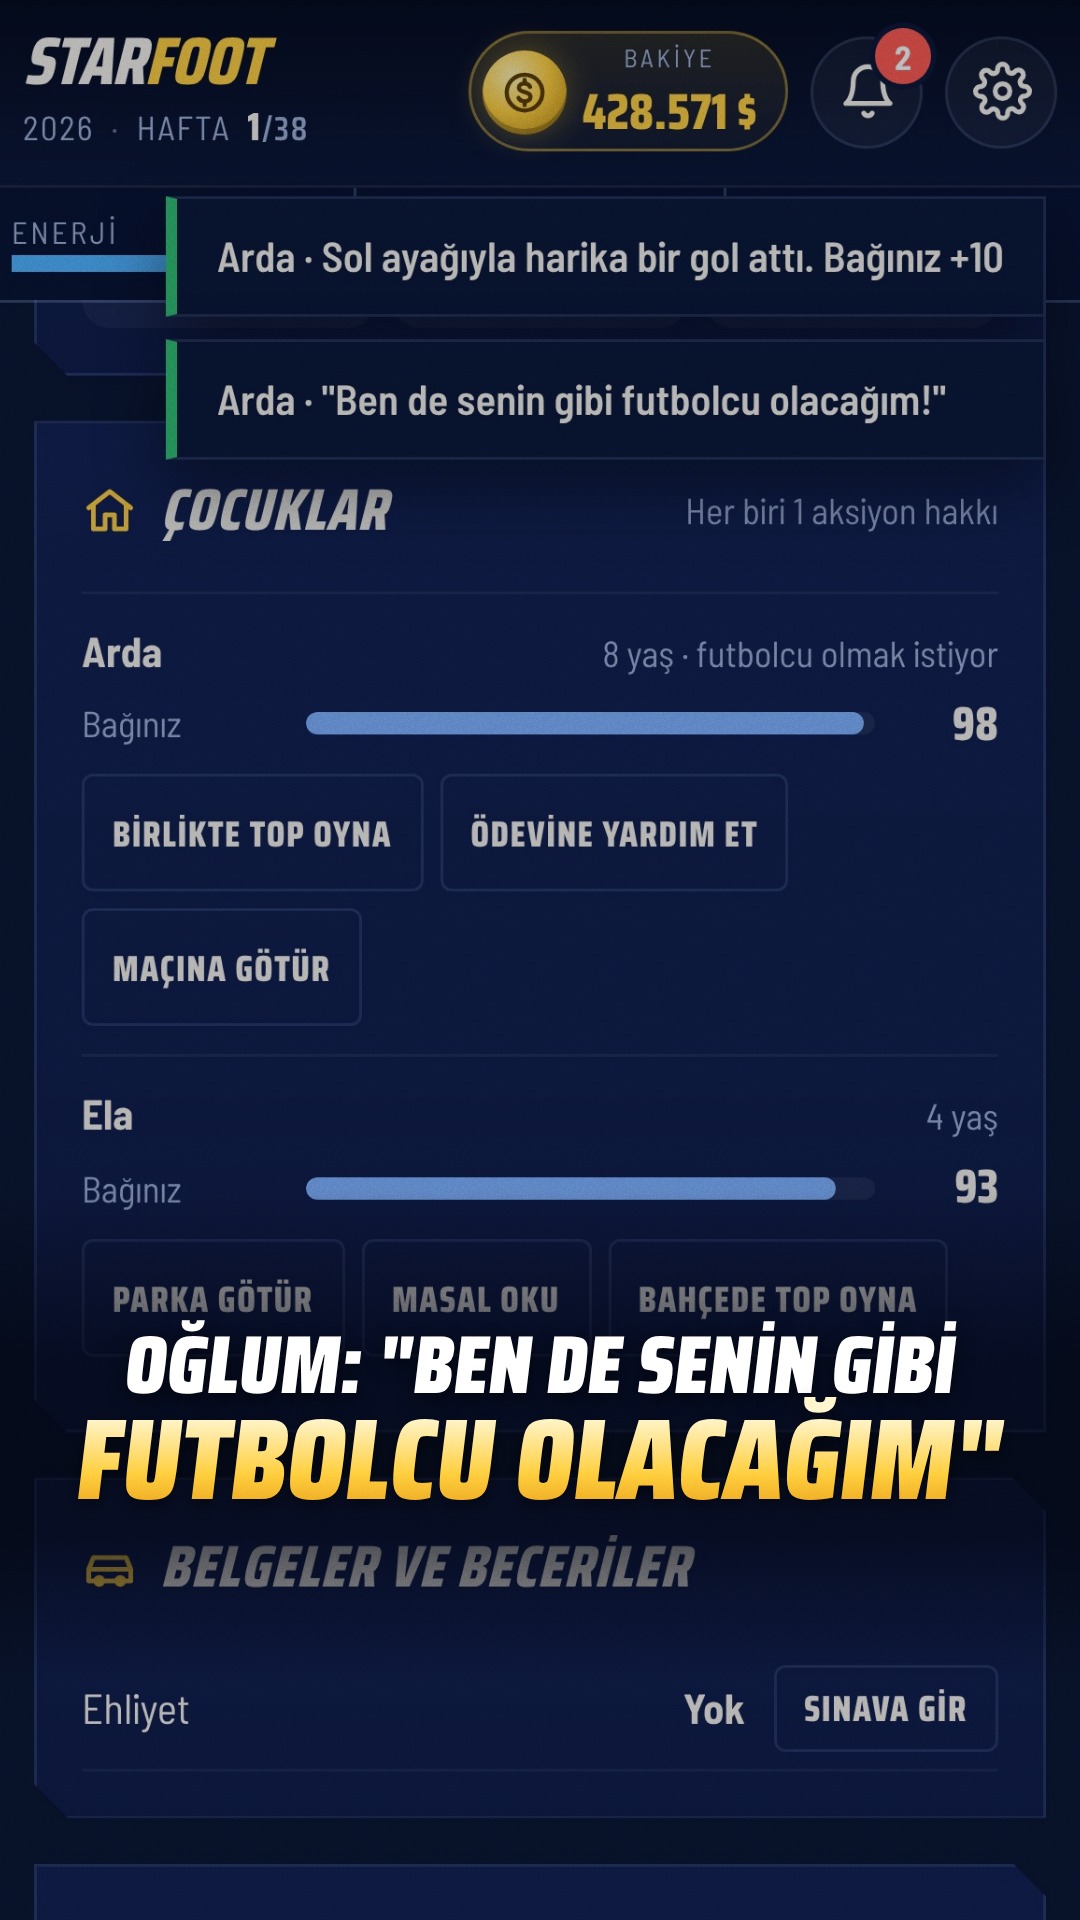 STARFOOT
2026 · HAFTA 1/38
BAKİYE
428.571 $
2
ENERJİ
Arda · Sol ayağıyla harika bir gol attı. Bağınız +10
Arda · "Ben de senin gibi futbolcu olacağım!"
ÇOCUKLAR
Her biri 1 aksiyon hakkı
Arda
8 yaş · futbolcu olmak istiyor
Bağınız
98
BİRLİKTE TOP OYNA
ÖDEVİNE YARDIM ET
MAÇINA GÖTÜR
Ela
4 yaş
Bağınız
93
PARKA GÖTÜR
MASAL OKU
BAHÇEDE TOP OYNA
OĞLUM: "BEN DE SENİN GİBİ
FUTBOLCU OLACAĞIM"
BELGELER VE BECERİLER
Ehliyet
Yok
SINAVA GİR